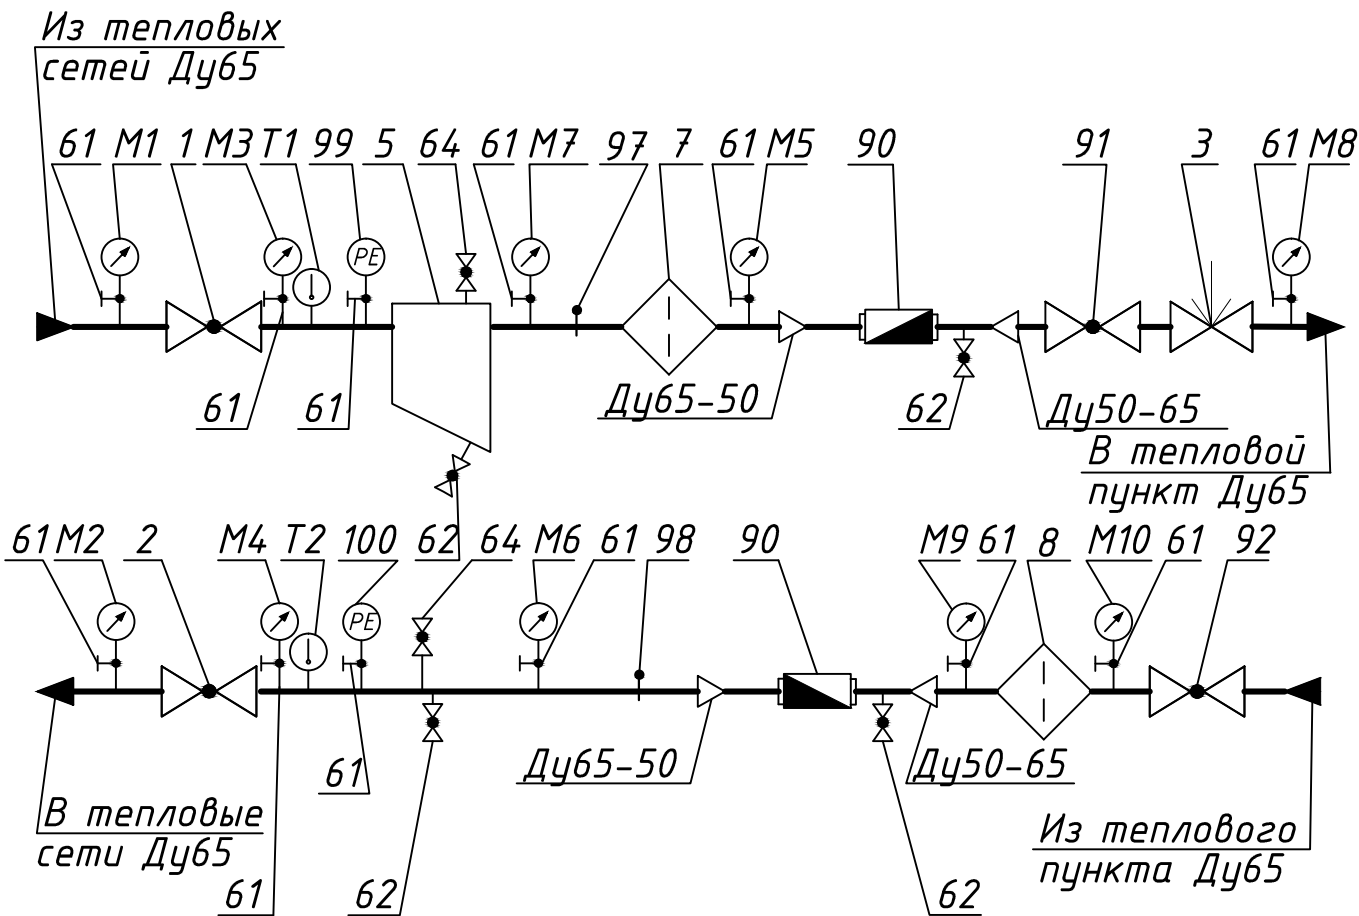 Из тепловых
сетей Ду65
61 М1 1 М3 Т1 99 5 64 61 М7 97 7 61 М5 90 91 3 61 М8
PE
61 61 Ду65-50 62 Ду50-65
В тепловой
пункт Ду65
61 М2 2 М4 Т2 100 62 64 М6 61 98 90 М9 61 8 М10 61 92
PE
61 Ду65-50 Ду50-65
В тепловые
сети Ду65
Из теплового
пункта Ду65
61 62 62